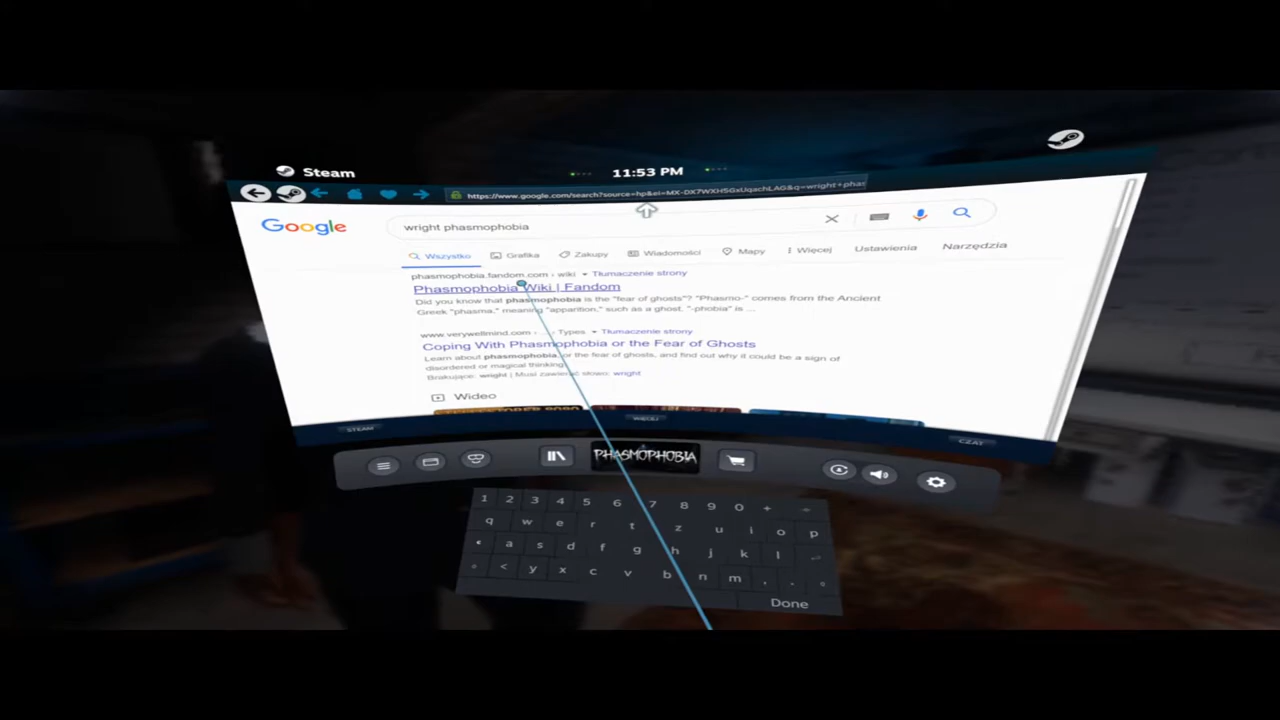 Steam
11:53 PM
https://www.google.com/search?source=hp&ei=MX-DX7WXH5GxUqachLAG&q=wright+phas
Google
wright phasmophobia
Wszystko Grafika Zakupy Wiadomości Mapy Więcej Ustawienia Narzędzia
phasmophobia.fandom.com › wiki Tłumaczenie strony
Phasmophobia Wiki | Fandom
Did you know that phasmophobia is the "fear of ghosts"? "Phasmo-" comes from the Ancient
Greek "phasma," meaning "apparition," such as a ghost, "-phobia" is ...
www.verywellmind.com › ... Types Tłumaczenie strony
Coping With Phasmophobia or the Fear of Ghosts
Learn about phasmophobia, or the fear of ghosts, and find out why it could be a sign of
disordered or magical thinking.
Brakujące: wright | Musi zawierać słowo: wright
Wideo
STEAM WIĘCEJ CZAT
PHASMOPHOBIA
1 2 3 4 5 6 7 8 9 0 +
q w e r t z u i o p
a s d f g h j k l
< y x c v b n m , .
Done